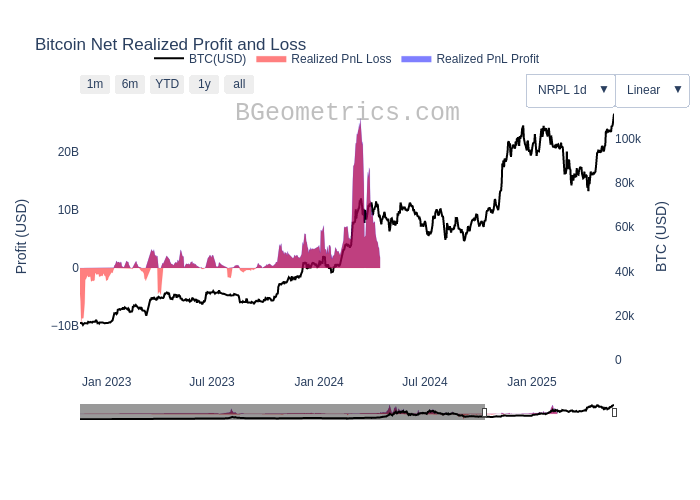 Bitcoin Net Realized Profit and Loss
BTC(USD) Realized PnL Loss Realized PnL Profit
1m 6m YTD 1y all
NRPL 1d ▼ Linear ▼
BGeometrics.com
20B
10B
0
−10B
Profit (USD)
100k
80k
60k
40k
20k
0
BTC (USD)
Jan 2023 Jul 2023 Jan 2024 Jul 2024 Jan 2025